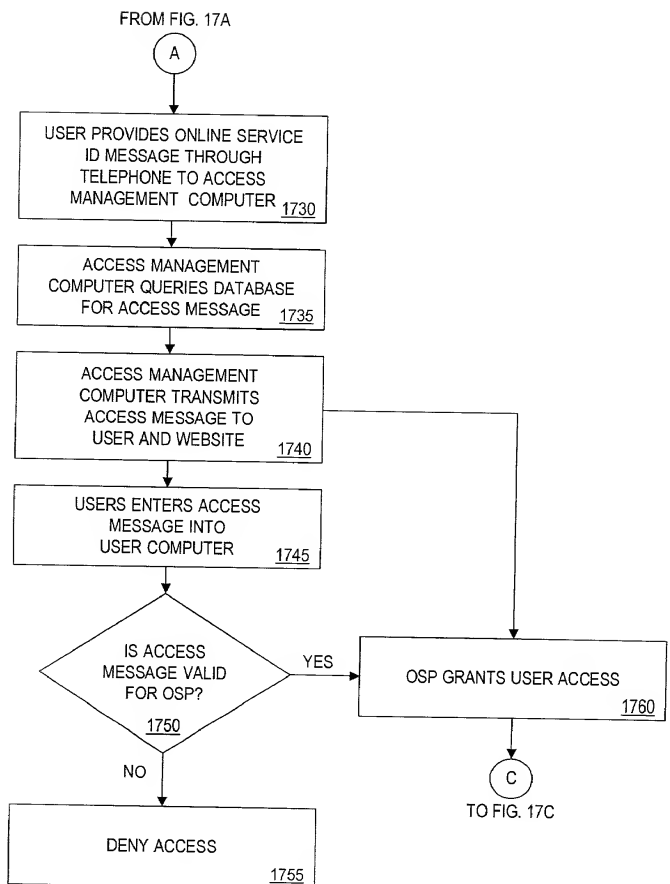 FROM FIG. 17A
A
USER PROVIDES ONLINE SERVICE
ID MESSAGE THROUGH
TELEPHONE TO ACCESS
MANAGEMENT COMPUTER
1730
ACCESS MANAGEMENT
COMPUTER QUERIES DATABASE
FOR ACCESS MESSAGE
1735
ACCESS MANAGEMENT
COMPUTER TRANSMITS
ACCESS MESSAGE TO
USER AND WEBSITE
1740
USERS ENTERS ACCESS
MESSAGE INTO
USER COMPUTER
1745
IS ACCESS
MESSAGE VALID
FOR OSP?
1750
YES
OSP GRANTS USER ACCESS
1760
NO
C
TO FIG. 17C
DENY ACCESS
1755